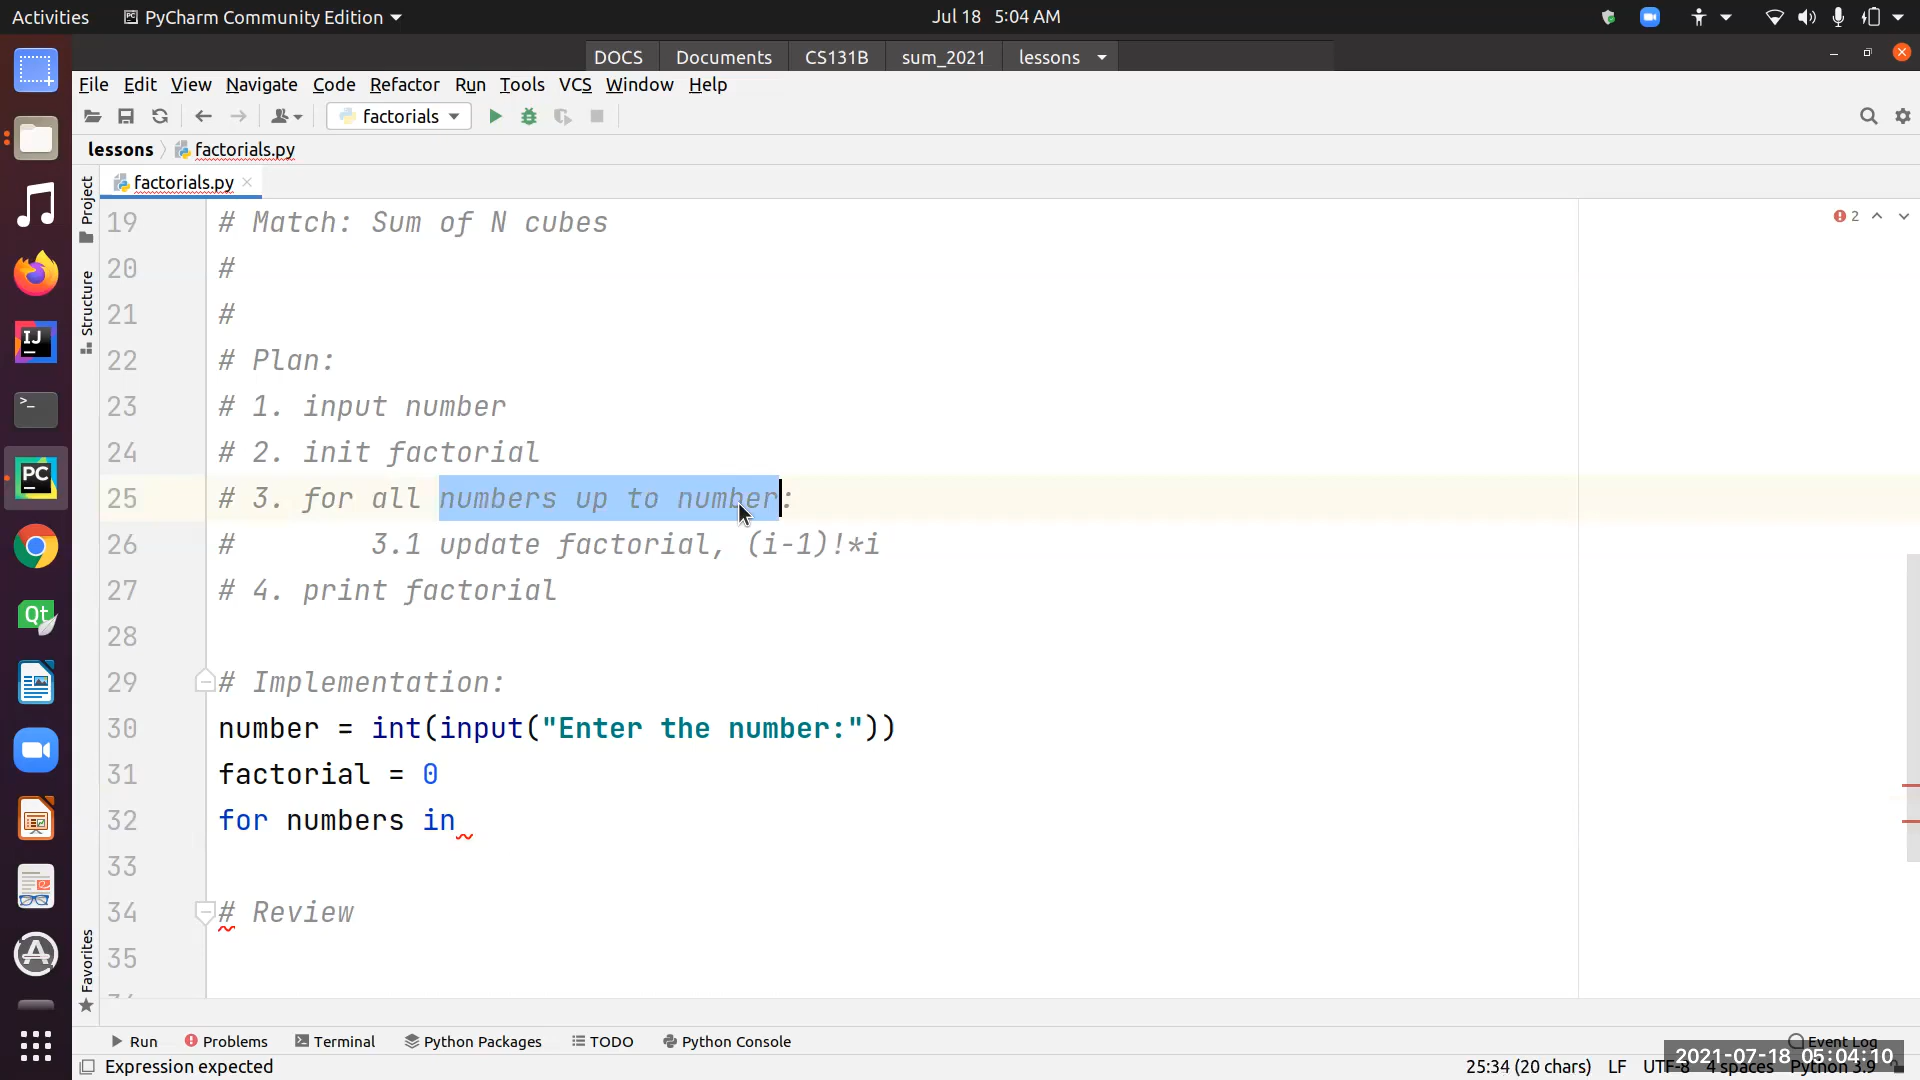 Activities PyCharm Community Edition Jul 18 5:04 AM
DOCS Documents CS131B sum_2021 lessons
File Edit View Navigate Code Refactor Run Tools VCS Window Help
factorials
lessons factorials.py
factorials.py
Project
Structure
Favorites
2
19 # Match: Sum of N cubes
20 #
21 #
22 # Plan:
23 # 1. input number
24 # 2. init factorial
25 # 3. for all numbers up to number:
26 #        3.1 update factorial, (i-1)!*i
27 # 4. print factorial
28
29 # Implementation:
30 number = int(input("Enter the number:"))
31 factorial = 0
32 for numbers in
33
34 # Review
35
Run Problems Terminal Python Packages TODO Python Console Event Log
Expression expected 25:34 (20 chars) LF UTF-8 4 spaces Python 3.9
2021-07-18 05:04:10